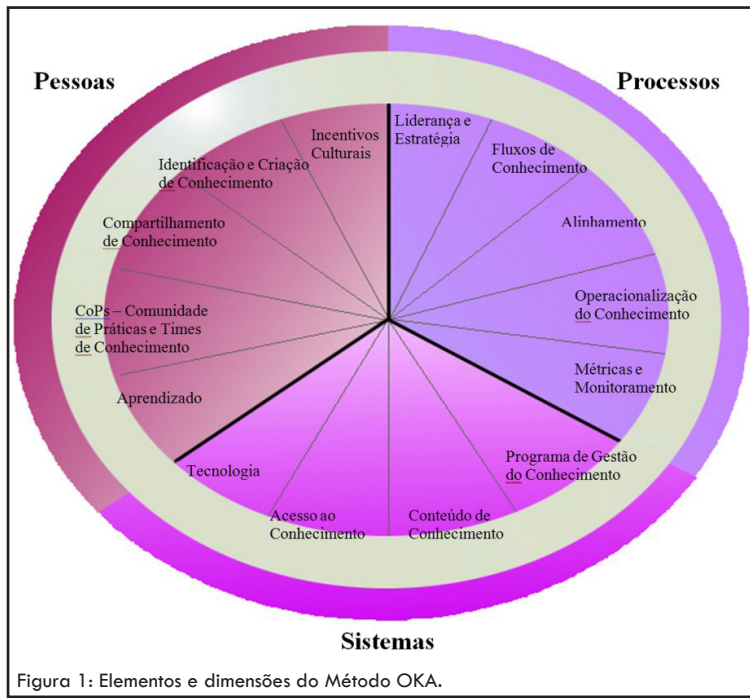 Pessoas
Processos
Incentivos
Culturais
Liderança e
Estratégia
Fluxos de
Conhecimento
Identificação e Criação
de Conhecimento
Alinhamento
Compartilhamento
de Conhecimento
Operacionalização
do Conhecimento
CoPs – Comunidade
de Práticas e Times
de Conhecimento
Métricas e
Monitoramento
Aprendizado
Programa de Gestão
do Conhecimento
Tecnologia
Acesso ao
Conhecimento
Conteúdo de
Conhecimento
Sistemas
Figura 1: Elementos e dimensões do Método OKA.